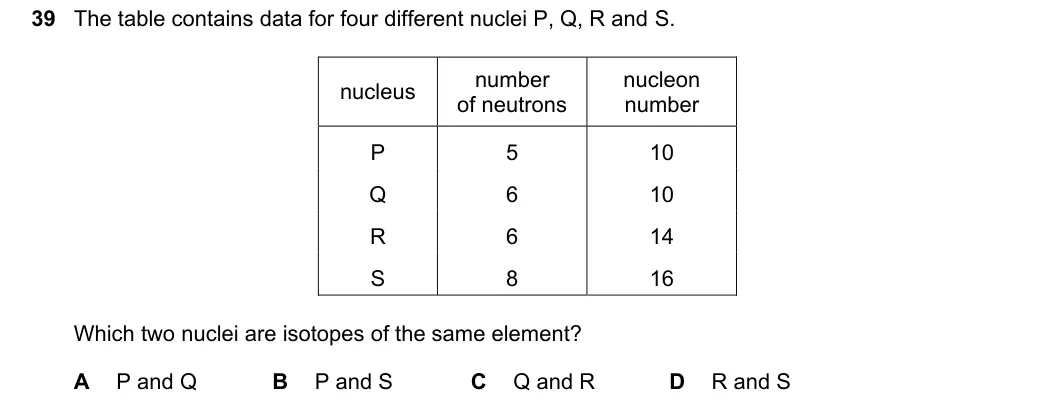 39 The table contains data for four different nuclei P, Q, R and S.
nucleus number of neutrons nucleon number
P 5 10
Q 6 10
R 6 14
S 8 16
Which two nuclei are isotopes of the same element?
A P and Q B P and S C Q and R D R and S